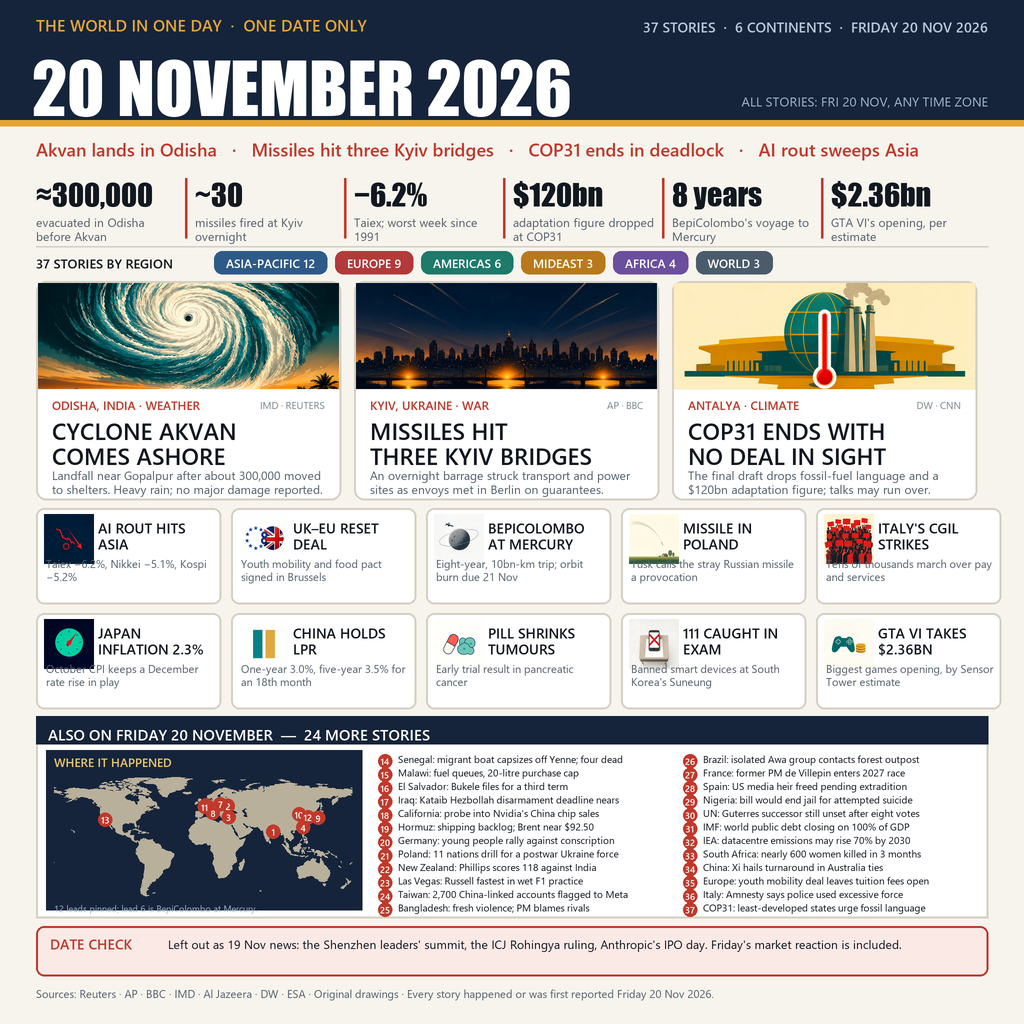 THE WORLD IN ONE DAY · ONE DATE ONLY
37 STORIES · 6 CONTINENTS · FRIDAY 20 NOV 2026
20 NOVEMBER 2026
ALL STORIES: FRI 20 NOV, ANY TIME ZONE
Akvan lands in Odisha · Missiles hit three Kyiv bridges · COP31 ends in deadlock · AI rout sweeps Asia
≈300,000
evacuated in Odisha
before Akvan
~30
missiles fired at Kyiv
overnight
−6.2%
Taiex; worst week since
1991
$120bn
adaptation figure dropped
at COP31
8 years
BepiColombo's voyage to
Mercury
$2.36bn
GTA VI's opening, per
estimate
37 STORIES BY REGION
ASIA-PACIFIC 12
EUROPE 9
AMERICAS 6
MIDEAST 3
AFRICA 4
WORLD 3
ODISHA, INDIA · WEATHER
IMD · REUTERS
CYCLONE AKVAN
COMES ASHORE
Landfall near Gopalpur after about 300,000 moved
to shelters. Heavy rain; no major damage reported.
KYIV, UKRAINE · WAR
AP · BBC
MISSILES HIT
THREE KYIV BRIDGES
An overnight barrage struck transport and power
sites as envoys met in Berlin on guarantees.
ANTALYA · CLIMATE
DW · CNN
COP31 ENDS WITH
NO DEAL IN SIGHT
The final draft drops fossil-fuel language and a
$120bn adaptation figure; talks may run over.
AI ROUT HITS
ASIA
Taiex −6.2%, Nikkei −5.1%, Kospi
−5.2%
UK–EU RESET
DEAL
Youth mobility and food pact
signed in Brussels
BEPICOLOMBO
AT MERCURY
Eight-year, 10bn-km trip; orbit
burn due 21 Nov
MISSILE IN
POLAND
Tusk calls the stray Russian missile
a provocation
ITALY'S CGIL
STRIKES
Tens of thousands march over pay
and services
JAPAN
INFLATION 2.3%
October CPI keeps a December
rate rise in play
CHINA HOLDS
LPR
One-year 3.0%, five-year 3.5% for
an 18th month
PILL SHRINKS
TUMOURS
Early trial result in pancreatic
cancer
111 CAUGHT IN
EXAM
Banned smart devices at South
Korea's Suneung
GTA VI TAKES
$2.36BN
Biggest games opening, by Sensor
Tower estimate
ALSO ON FRIDAY 20 NOVEMBER — 24 MORE STORIES
WHERE IT HAPPENED
13
11
7
2
8
3
1
10
12
9
4
12 leads pinned; lead 6 is BepiColombo at Mercury
14 Senegal: migrant boat capsizes off Yenne; four dead
15 Malawi: fuel queues, 20-litre purchase cap
16 El Salvador: Bukele files for a third term
17 Iraq: Kataib Hezbollah disarmament deadline nears
18 California: probe into Nvidia's China chip sales
19 Hormuz: shipping backlog; Brent near $92.50
20 Germany: young people rally against conscription
21 Poland: 11 nations drill for a postwar Ukraine force
22 New Zealand: Phillips scores 118 against India
23 Las Vegas: Russell fastest in wet F1 practice
24 Taiwan: 2,700 China-linked accounts flagged to Meta
25 Bangladesh: fresh violence; PM blames rivals
26 Brazil: isolated Awa group contacts forest outpost
27 France: former PM de Villepin enters 2027 race
28 Spain: US media heir freed pending extradition
29 Nigeria: bill would end jail for attempted suicide
30 UN: Guterres successor still unset after eight votes
31 IMF: world public debt closing on 100% of GDP
32 IEA: datacentre emissions may rise 70% by 2030
33 South Africa: nearly 600 women killed in 3 months
34 China: Xi hails turnaround in Australia ties
35 Europe: youth mobility deal leaves tuition fees open
36 Italy: Amnesty says police used excessive force
37 COP31: least-developed states urge fossil language
DATE CHECK
Left out as 19 Nov news: the Shenzhen leaders' summit, the ICJ Rohingya ruling, Anthropic's IPO day. Friday's market reaction is included.
Sources: Reuters · AP · BBC · IMD · Al Jazeera · DW · ESA · Original drawings · Every story happened or was first reported Friday 20 Nov 2026.